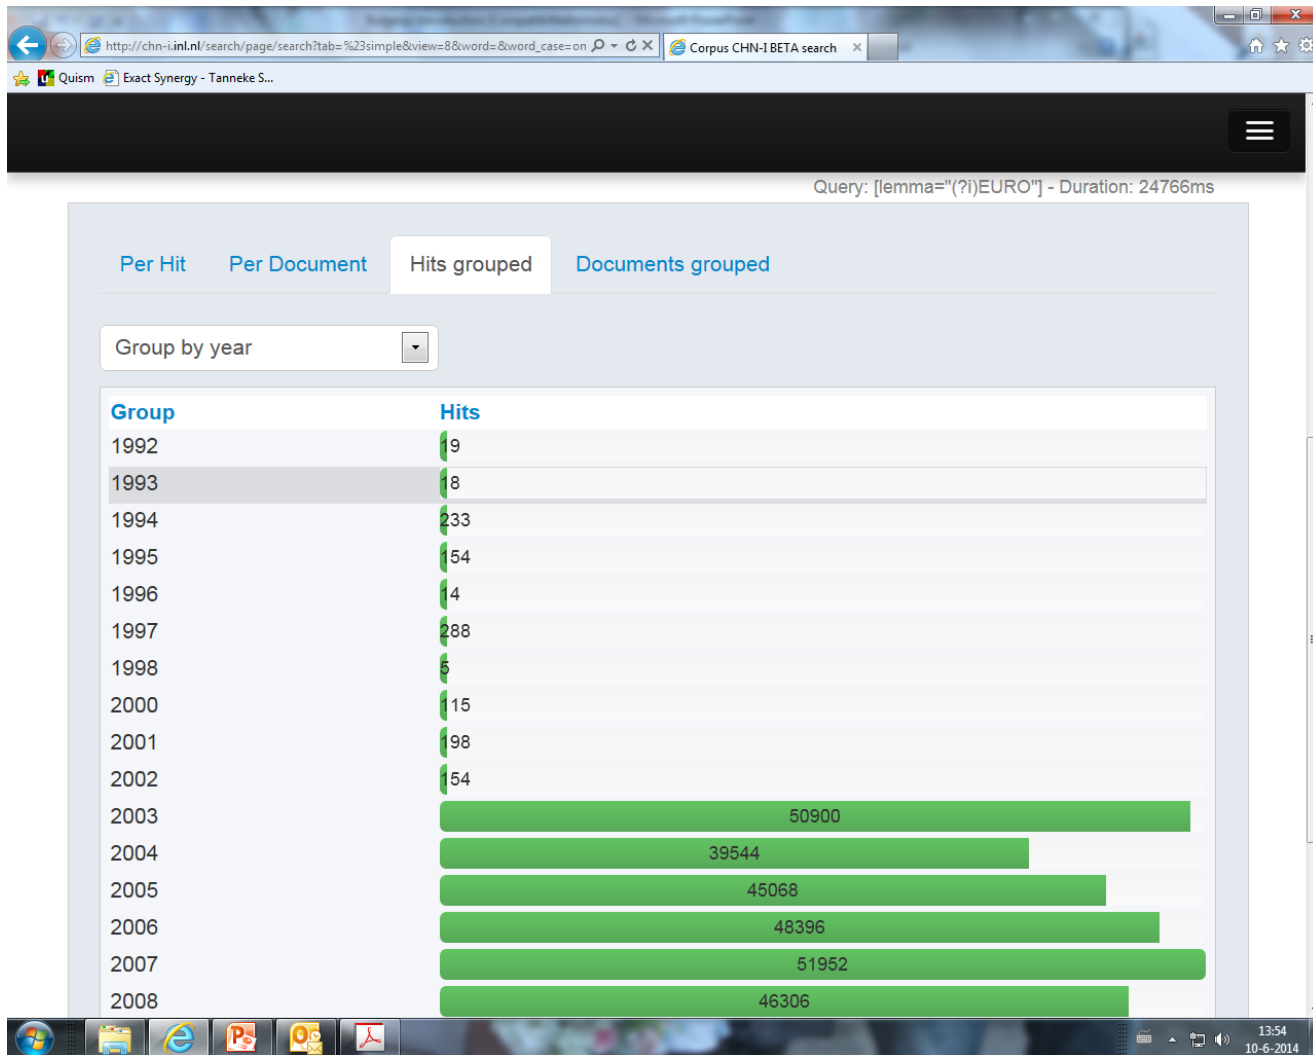 http://chn-i.inl.nl/search/page/search?tab=%23simple&view=8&word=&word_case=on
Corpus CHN-I BETA search
Quism Exact Synergy - Tanneke S...
Query: [lemma="(?i)EURO"] - Duration: 24766ms
Per Hit Per Document Hits grouped Documents grouped
Group by year
Group Hits
1992 19
1993 18
1994 233
1995 154
1996 14
1997 288
1998 5
2000 115
2001 198
2002 154
2003 50900
2004 39544
2005 45068
2006 48396
2007 51952
2008 46306
13:54
10-6-2014